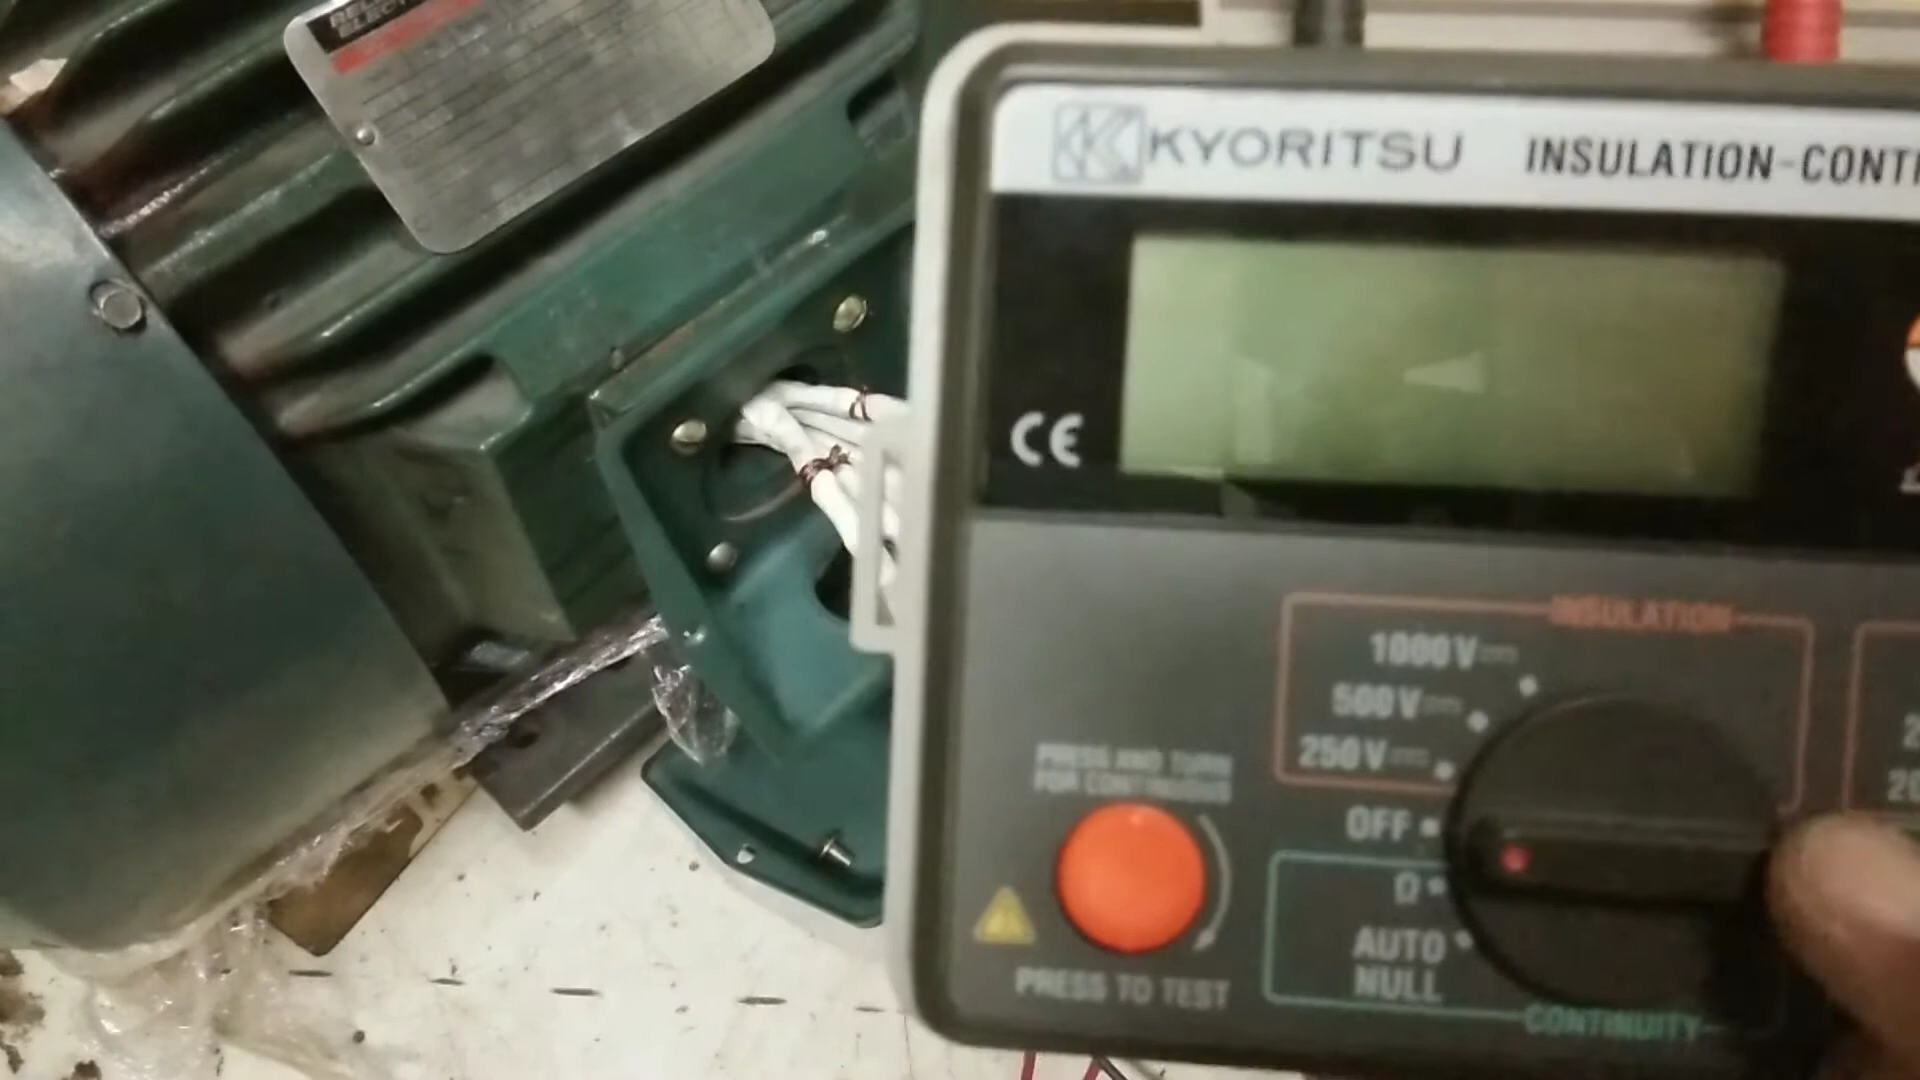 KYORITSU INSULATION-CONT
CE
INSULATION
1000V
500V
250V
OFF
Ω
AUTO
NULL
CONTINUITY
PRESS AND TURN
FOR CONTINUOUS
PRESS TO TEST